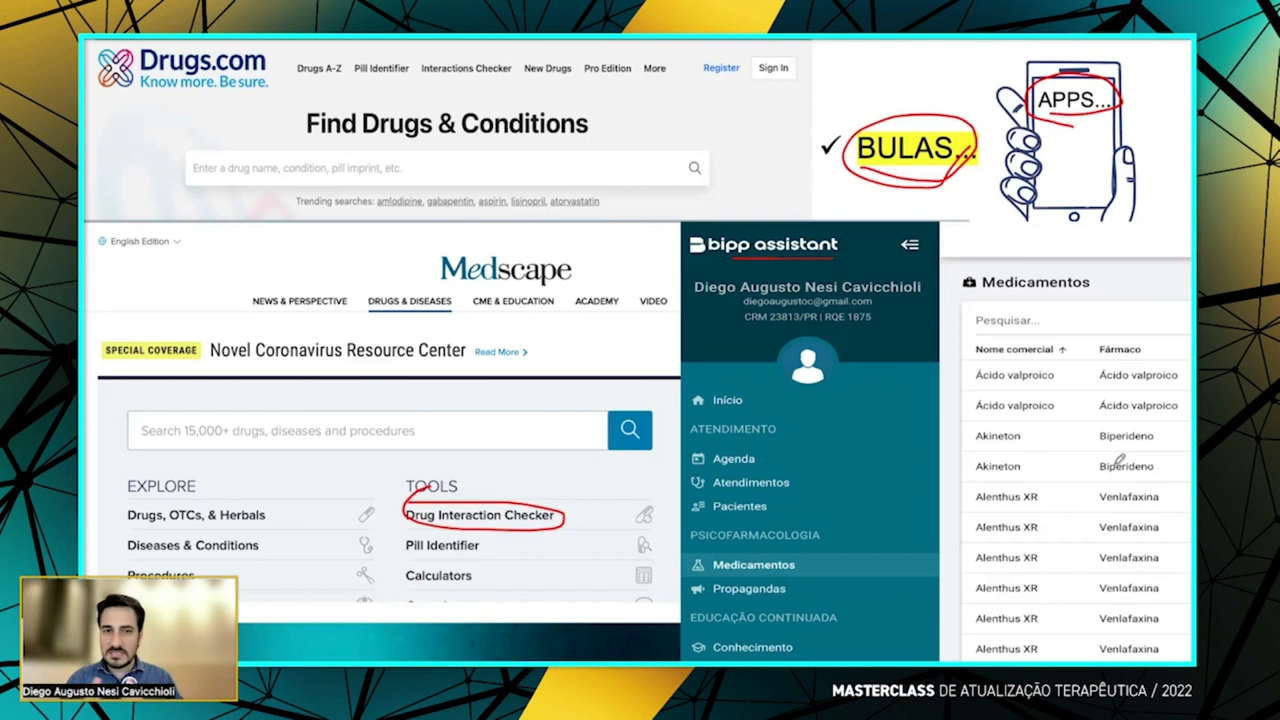 Drugs.com
Know more. Be sure.
Drugs A-Z Pill Identifier Interactions Checker New Drugs Pro Edition More Register Sign In
Find Drugs & Conditions
Enter a drug name, condition, pill imprint, etc.
Trending searches: amlodipine, gabapentin, aspirin, lisinopril, atorvastatin
✓ BULAS...
APPS...
English Edition
Medscape
NEWS & PERSPECTIVE DRUGS & DISEASES CME & EDUCATION ACADEMY VIDEO
SPECIAL COVERAGE Novel Coronavirus Resource Center Read More
Search 15,000+ drugs, diseases and procedures
EXPLORE
Drugs, OTCs, & Herbals
Diseases & Conditions
Procedures
TOOLS
Drug Interaction Checker
Pill Identifier
Calculators
bipp assistant
Diego Augusto Nesi Cavicchioli
diegoaugustoc@gmail.com
CRM 23813/PR | RQE 1875
Início
ATENDIMENTO
Agenda
Atendimentos
Pacientes
PSICOFARMACOLOGIA
Medicamentos
Propagandas
EDUCAÇÃO CONTINUADA
Conhecimento
Medicamentos
Pesquisar...
Nome comercial Fármaco
Ácido valproico Ácido valproico
Ácido valproico Ácido valproico
Akineton Biperideno
Akineton Biperideno
Alenthus XR Venlafaxina
Alenthus XR Venlafaxina
Alenthus XR Venlafaxina
Alenthus XR Venlafaxina
Alenthus XR Venlafaxina
Alenthus XR Venlafaxina
Diego Augusto Nesi Cavicchioli
MASTERCLASS DE ATUALIZAÇÃO TERAPÊUTICA / 2022